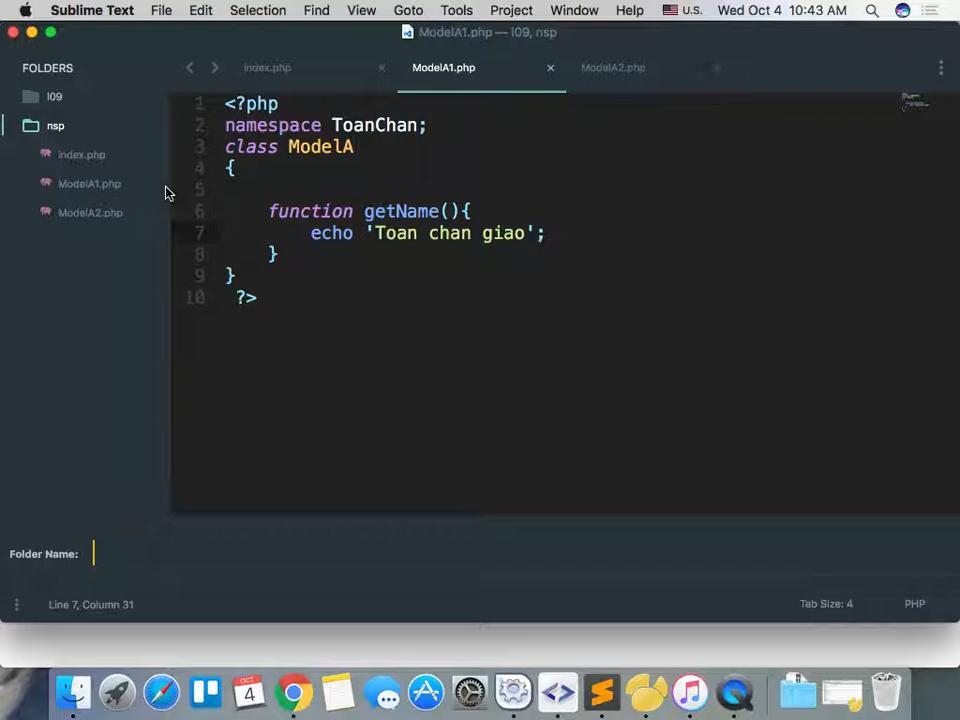 Sublime Text File Edit Selection Find View Goto Tools Project Window Help U.S. Wed Oct 4 10:43 AM
ModelA1.php — l09, nsp
FOLDERS
l09
nsp
index.php
ModelA1.php
ModelA2.php
index.php ModelA1.php ModelA2.php
1 <?php
2 namespace ToanChan;
3 class ModelA
4 {
5
6 function getName(){
7 echo 'Toan chan giao';
8 }
9 }
10 ?>
Folder Name:
Line 7, Column 31 Tab Size: 4 PHP
OCT
4